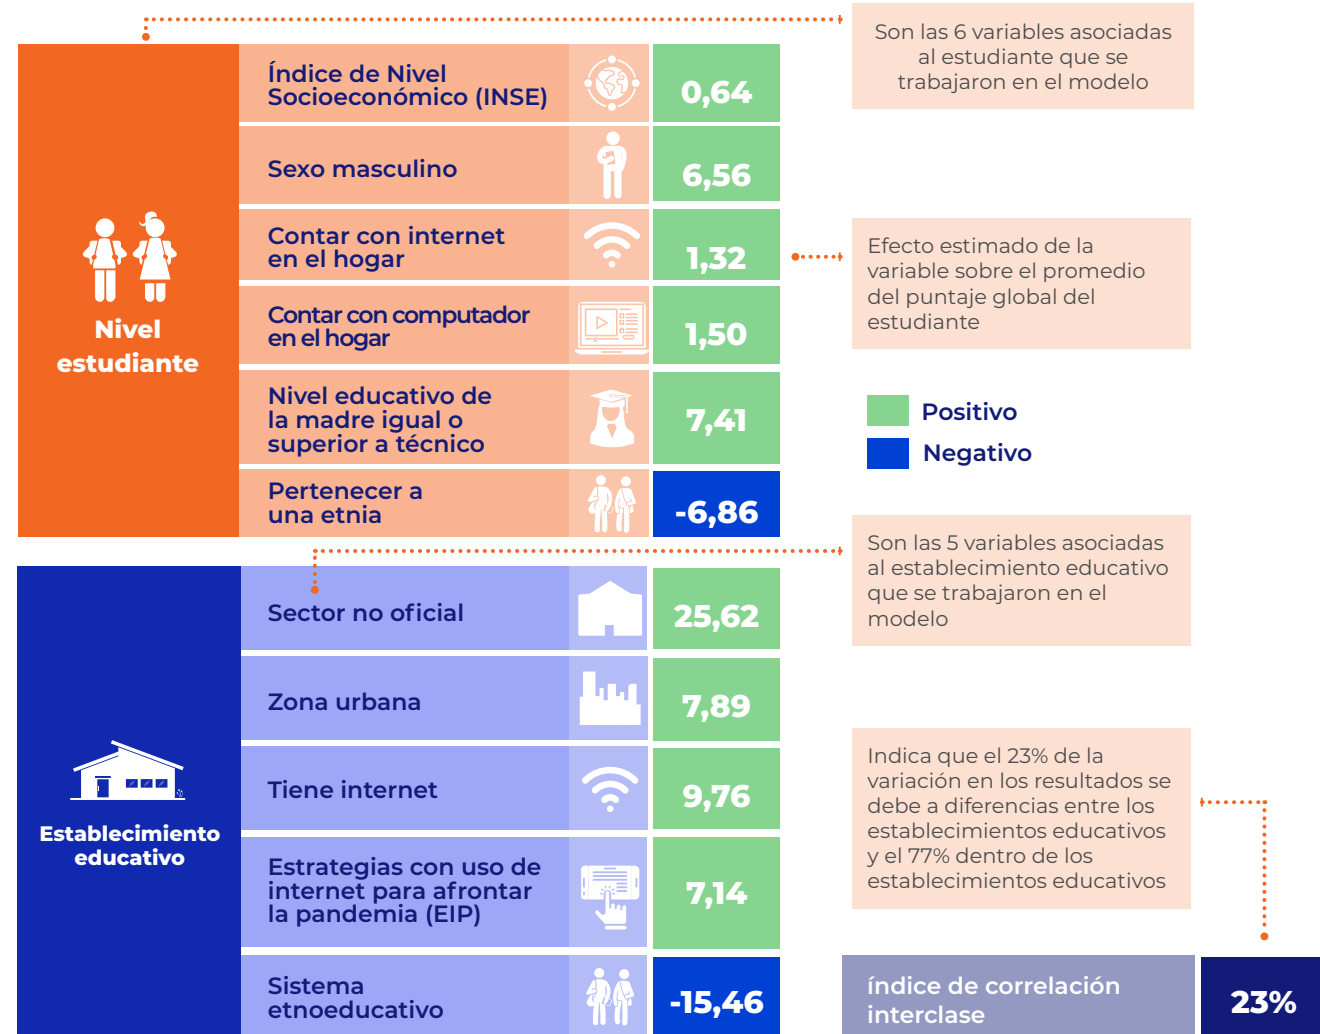 Son las 6 variables asociadas
al estudiante que se
trabajaron en el modelo
Nivel
estudiante
Índice de Nivel
Socioeconómico (INSE)
0,64
Sexo masculino
6,56
Contar con internet
en el hogar
1,32
Contar con computador
en el hogar
1,50
Nivel educativo de
la madre igual o
superior a técnico
7,41
Pertenecer a
una etnia
-6,86
Efecto estimado de la
variable sobre el promedio
del puntaje global del
estudiante
Positivo
Negativo
Son las 5 variables asociadas
al establecimiento educativo
que se trabajaron en el
modelo
Establecimiento
educativo
Sector no oficial
25,62
Zona urbana
7,89
Tiene internet
9,76
Estrategias con uso de
internet para afrontar
la pandemia (EIP)
7,14
Sistema
etnoeducativo
-15,46
Indica que el 23% de la
variación en los resultados se
debe a diferencias entre los
establecimientos educativos
y el 77% dentro de los
establecimientos educativos
índice de correlación
interclase
23%